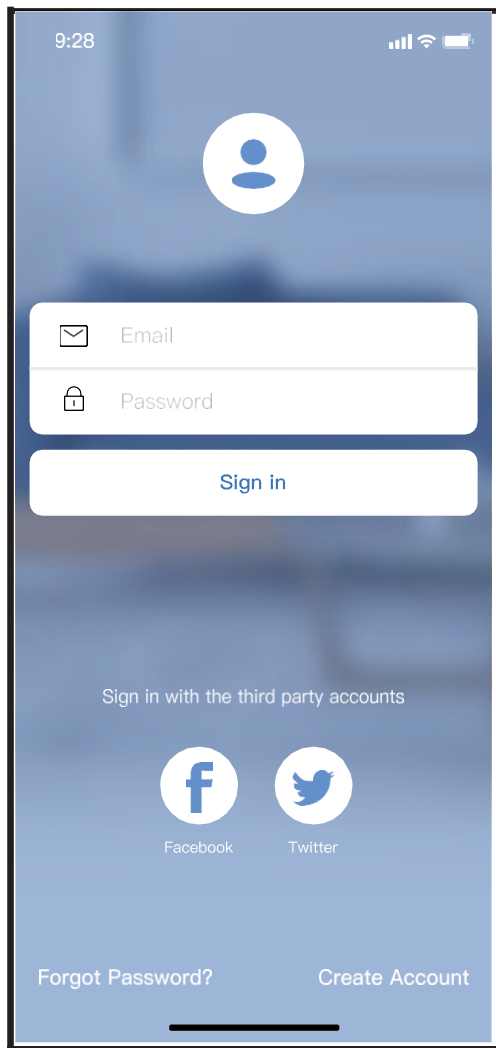 9:28
Email
Password
Sign in
Sign in with the third party accounts
Facebook
Twitter
Forgot Password?
Create Account